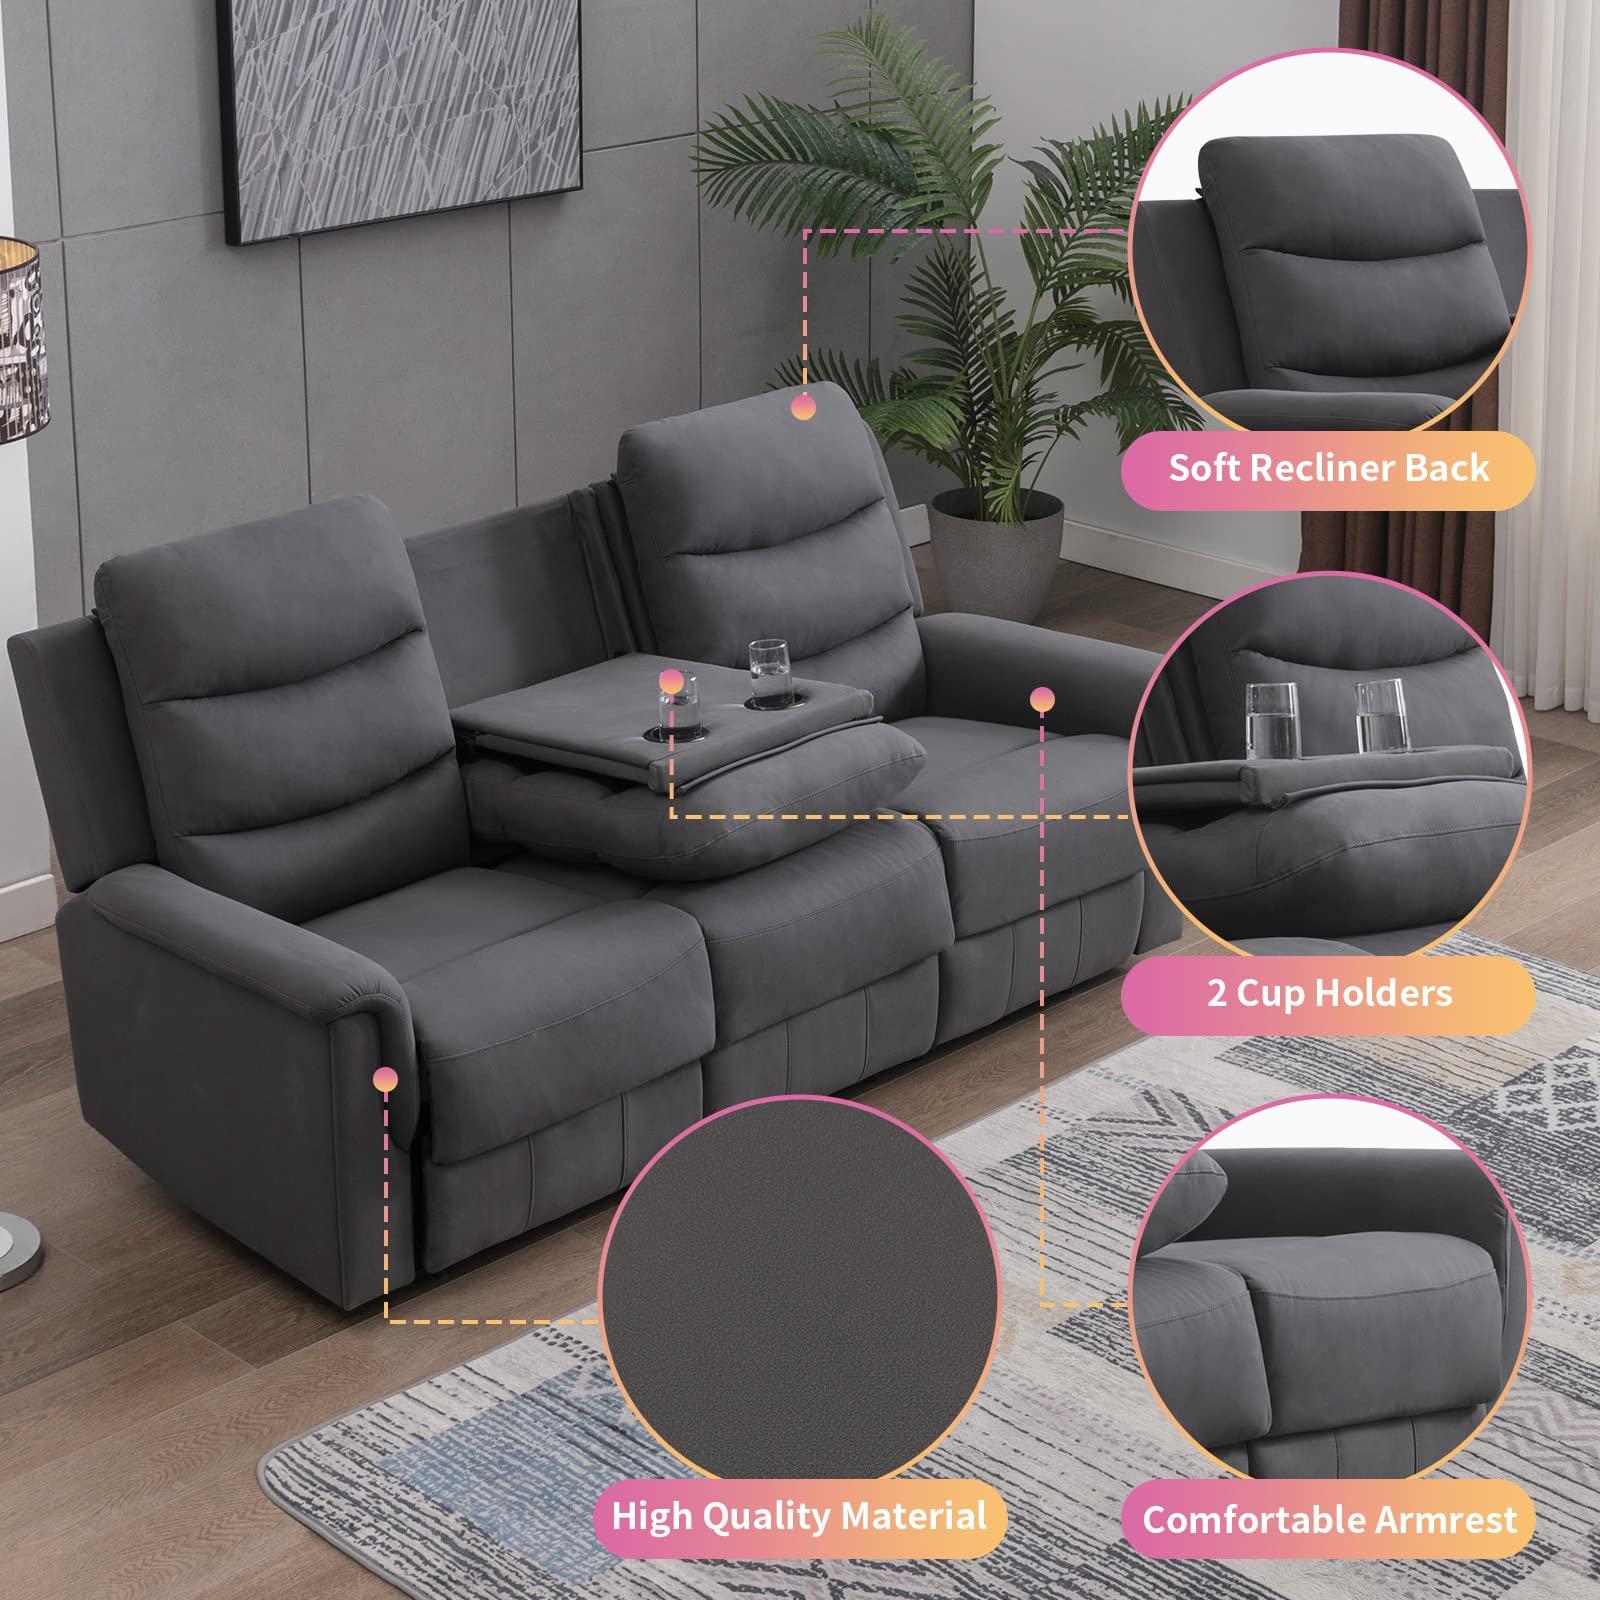 Soft Recliner Back
2 Cup Holders
High Quality Material
Comfortable Armrest